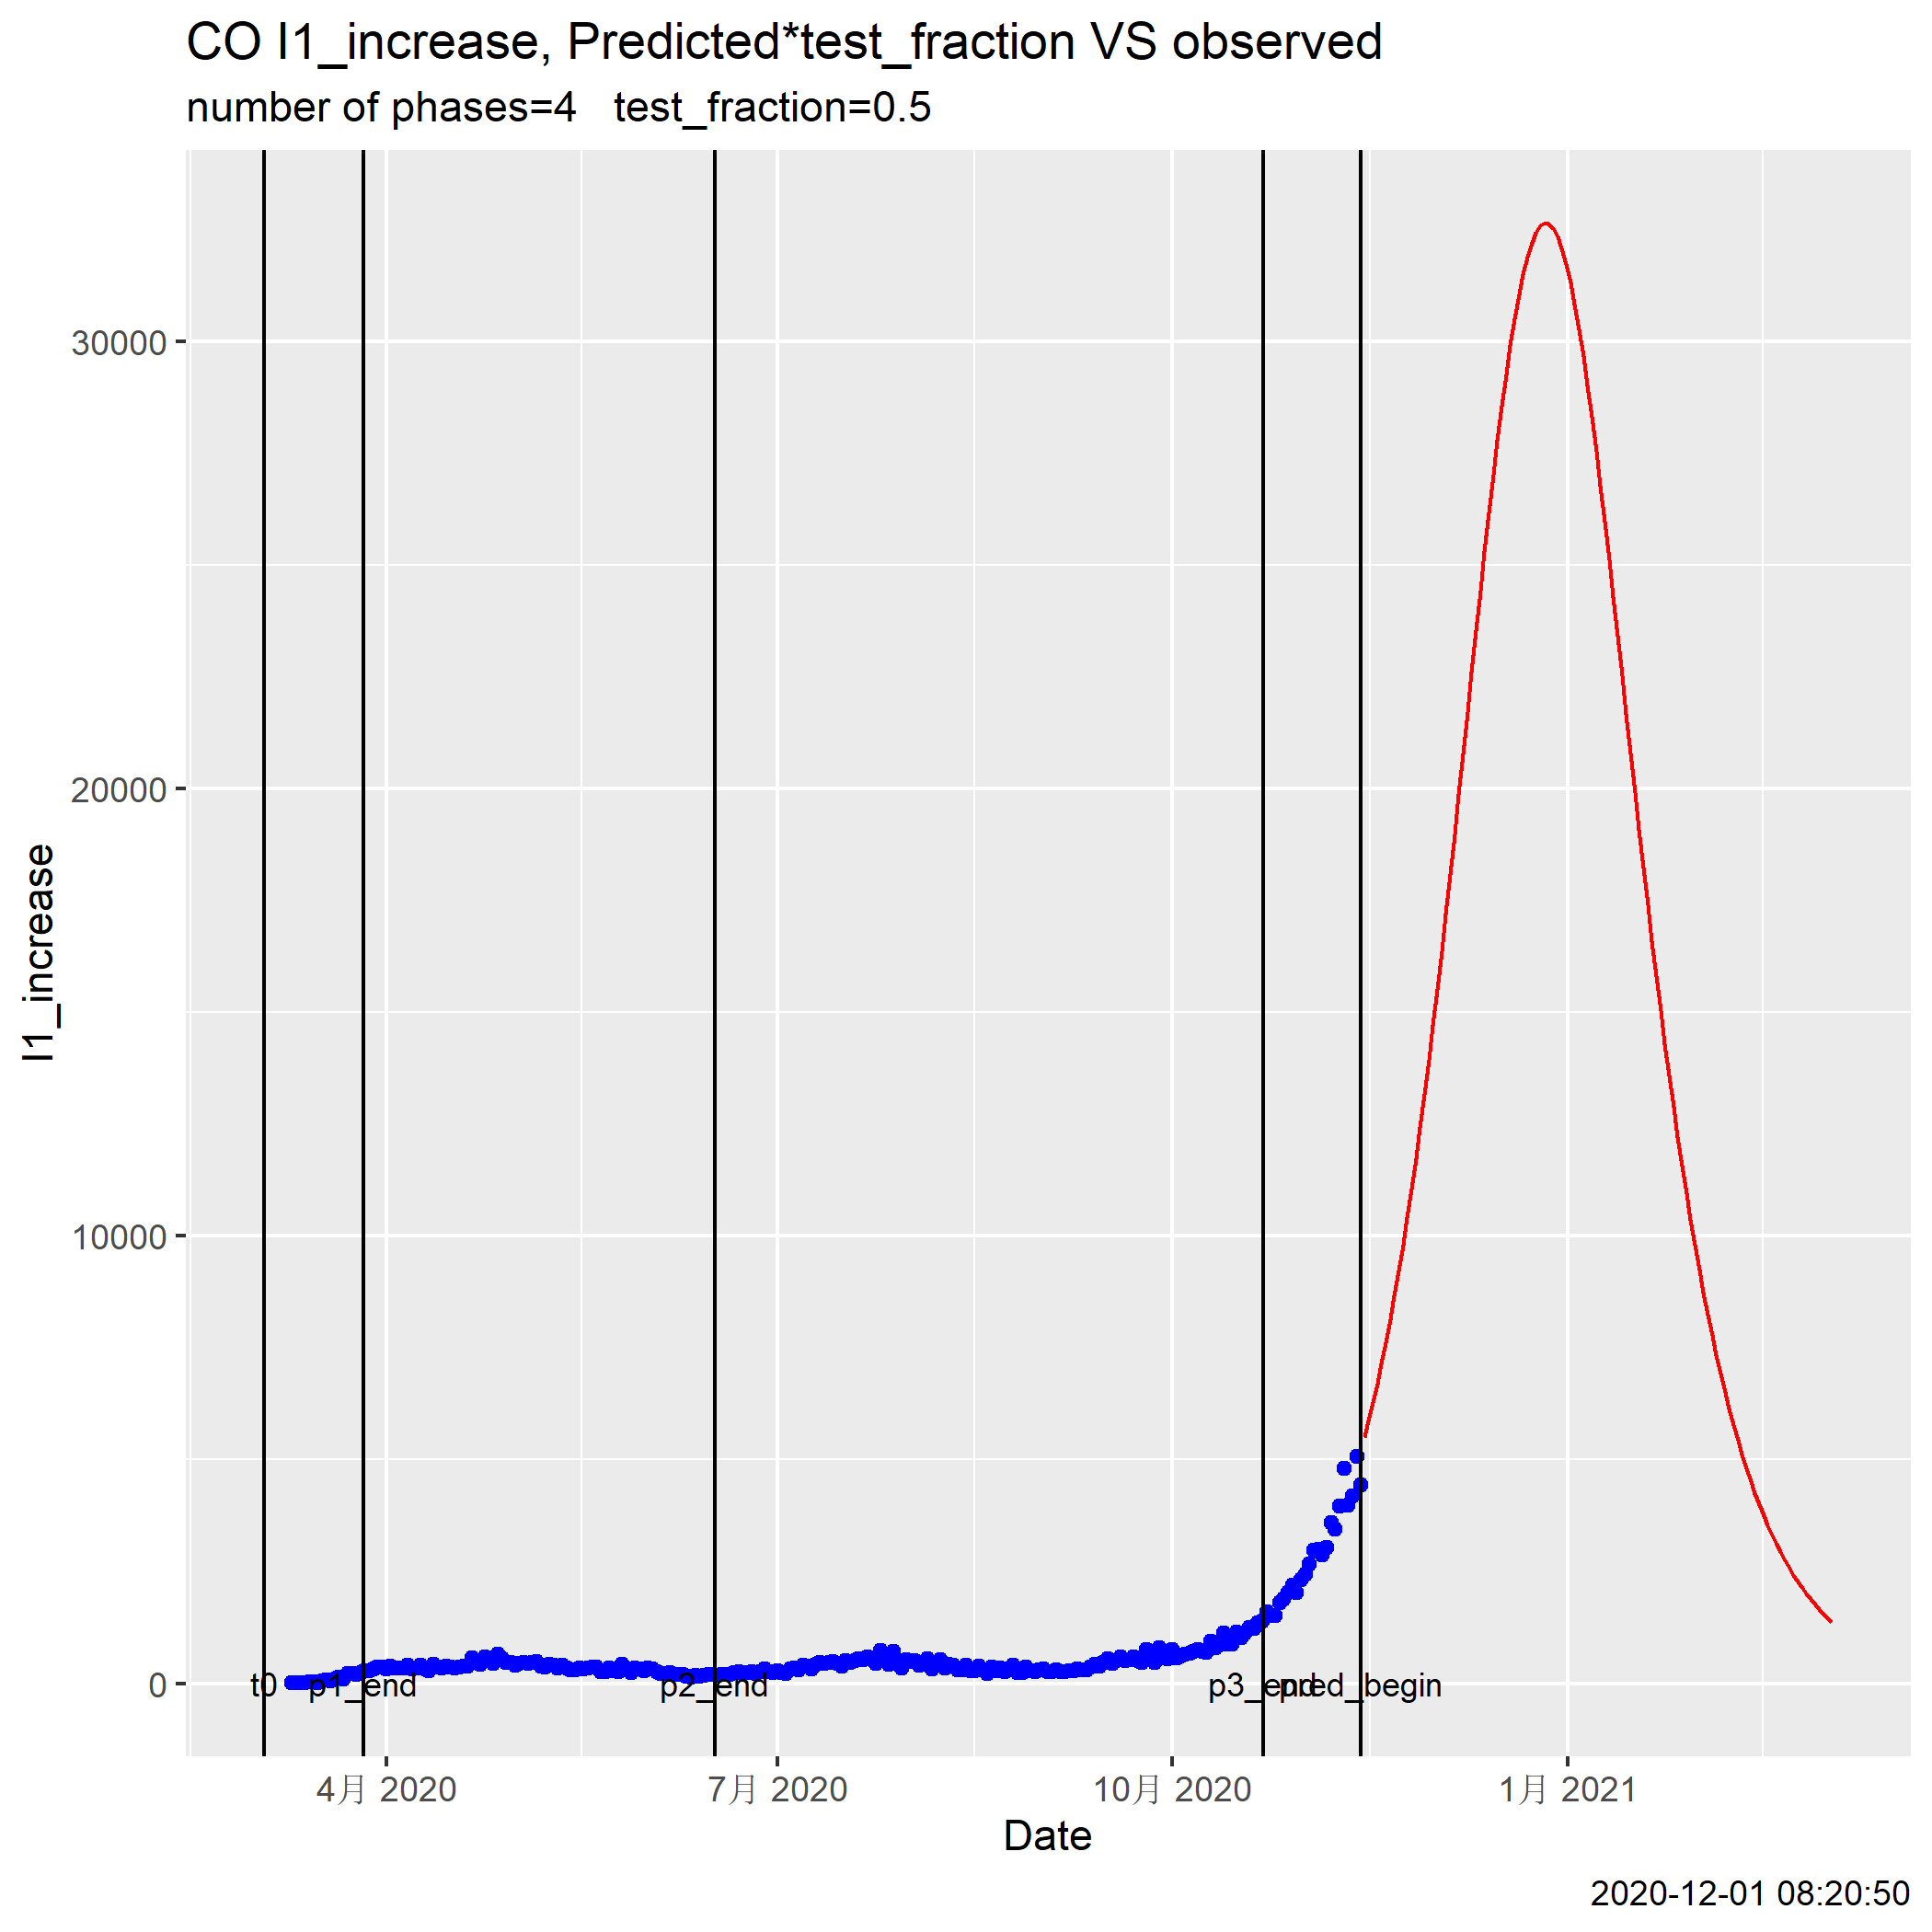 CO I1_increase, Predicted*test_fraction VS observed
number of phases=4 test_fraction=0.5
30000
20000
10000
0
I1_increase
t0 p1_end p2_end p3_end pred_begin
4月 2020 7月 2020 10月 2020 1月 2021
Date
2020-12-01 08:20:50